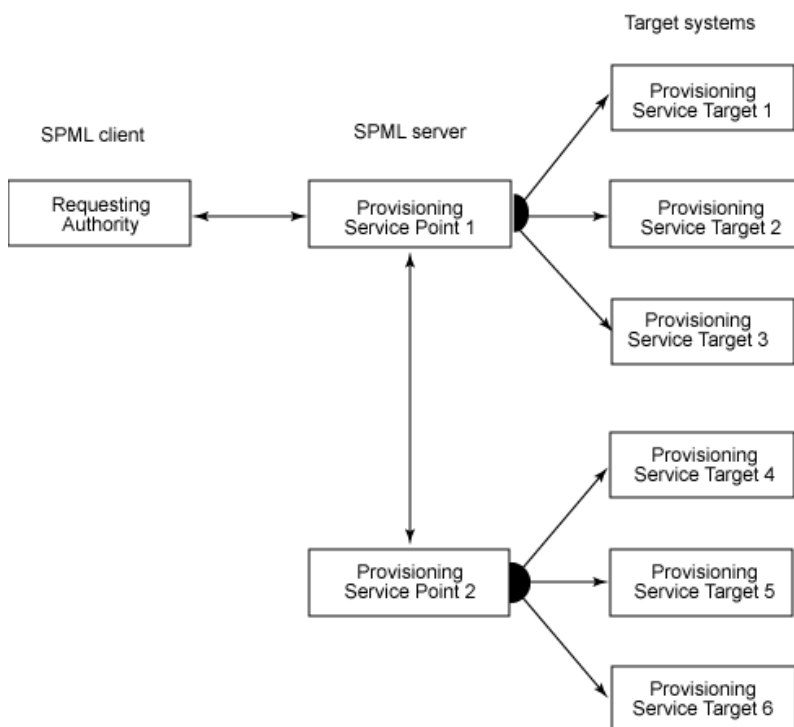 Target systems
Provisioning
Service Target 1
SPML client
SPML server
Requesting
Authority
Provisioning
Service Point 1
Provisioning
Service Target 2
Provisioning
Service Target 3
Provisioning
Service Target 4
Provisioning
Service Point 2
Provisioning
Service Target 5
Provisioning
Service Target 6